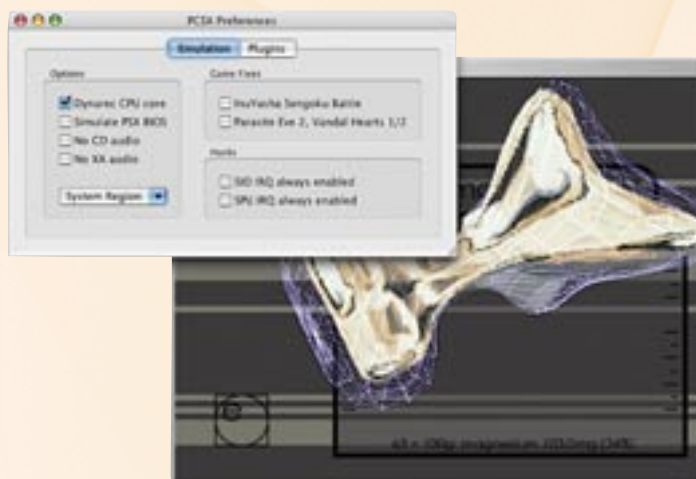 PCSX Preferences
Emulation Plugins
Options
Dynarec CPU core
Simulate PSX BIOS
No CD audio
No XA audio
System Region
Game Fixes
InuYasha Sengoku Battle
Parasite Eve 2, Vandal Hearts 1/2
Hacks
SIO IRQ always enabled
SPU IRQ always enabled
magnesium